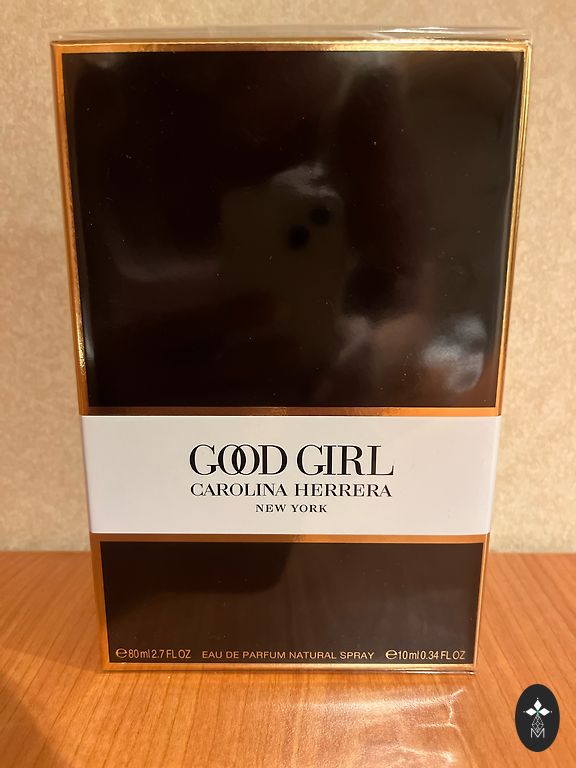 GOOD GIRL
CAROLINA HERRERA
NEW YORK
℮80ml 2.7 FL OZ EAU DE PARFUM NATURAL SPRAY ℮10ml 0.34 FL OZ
M